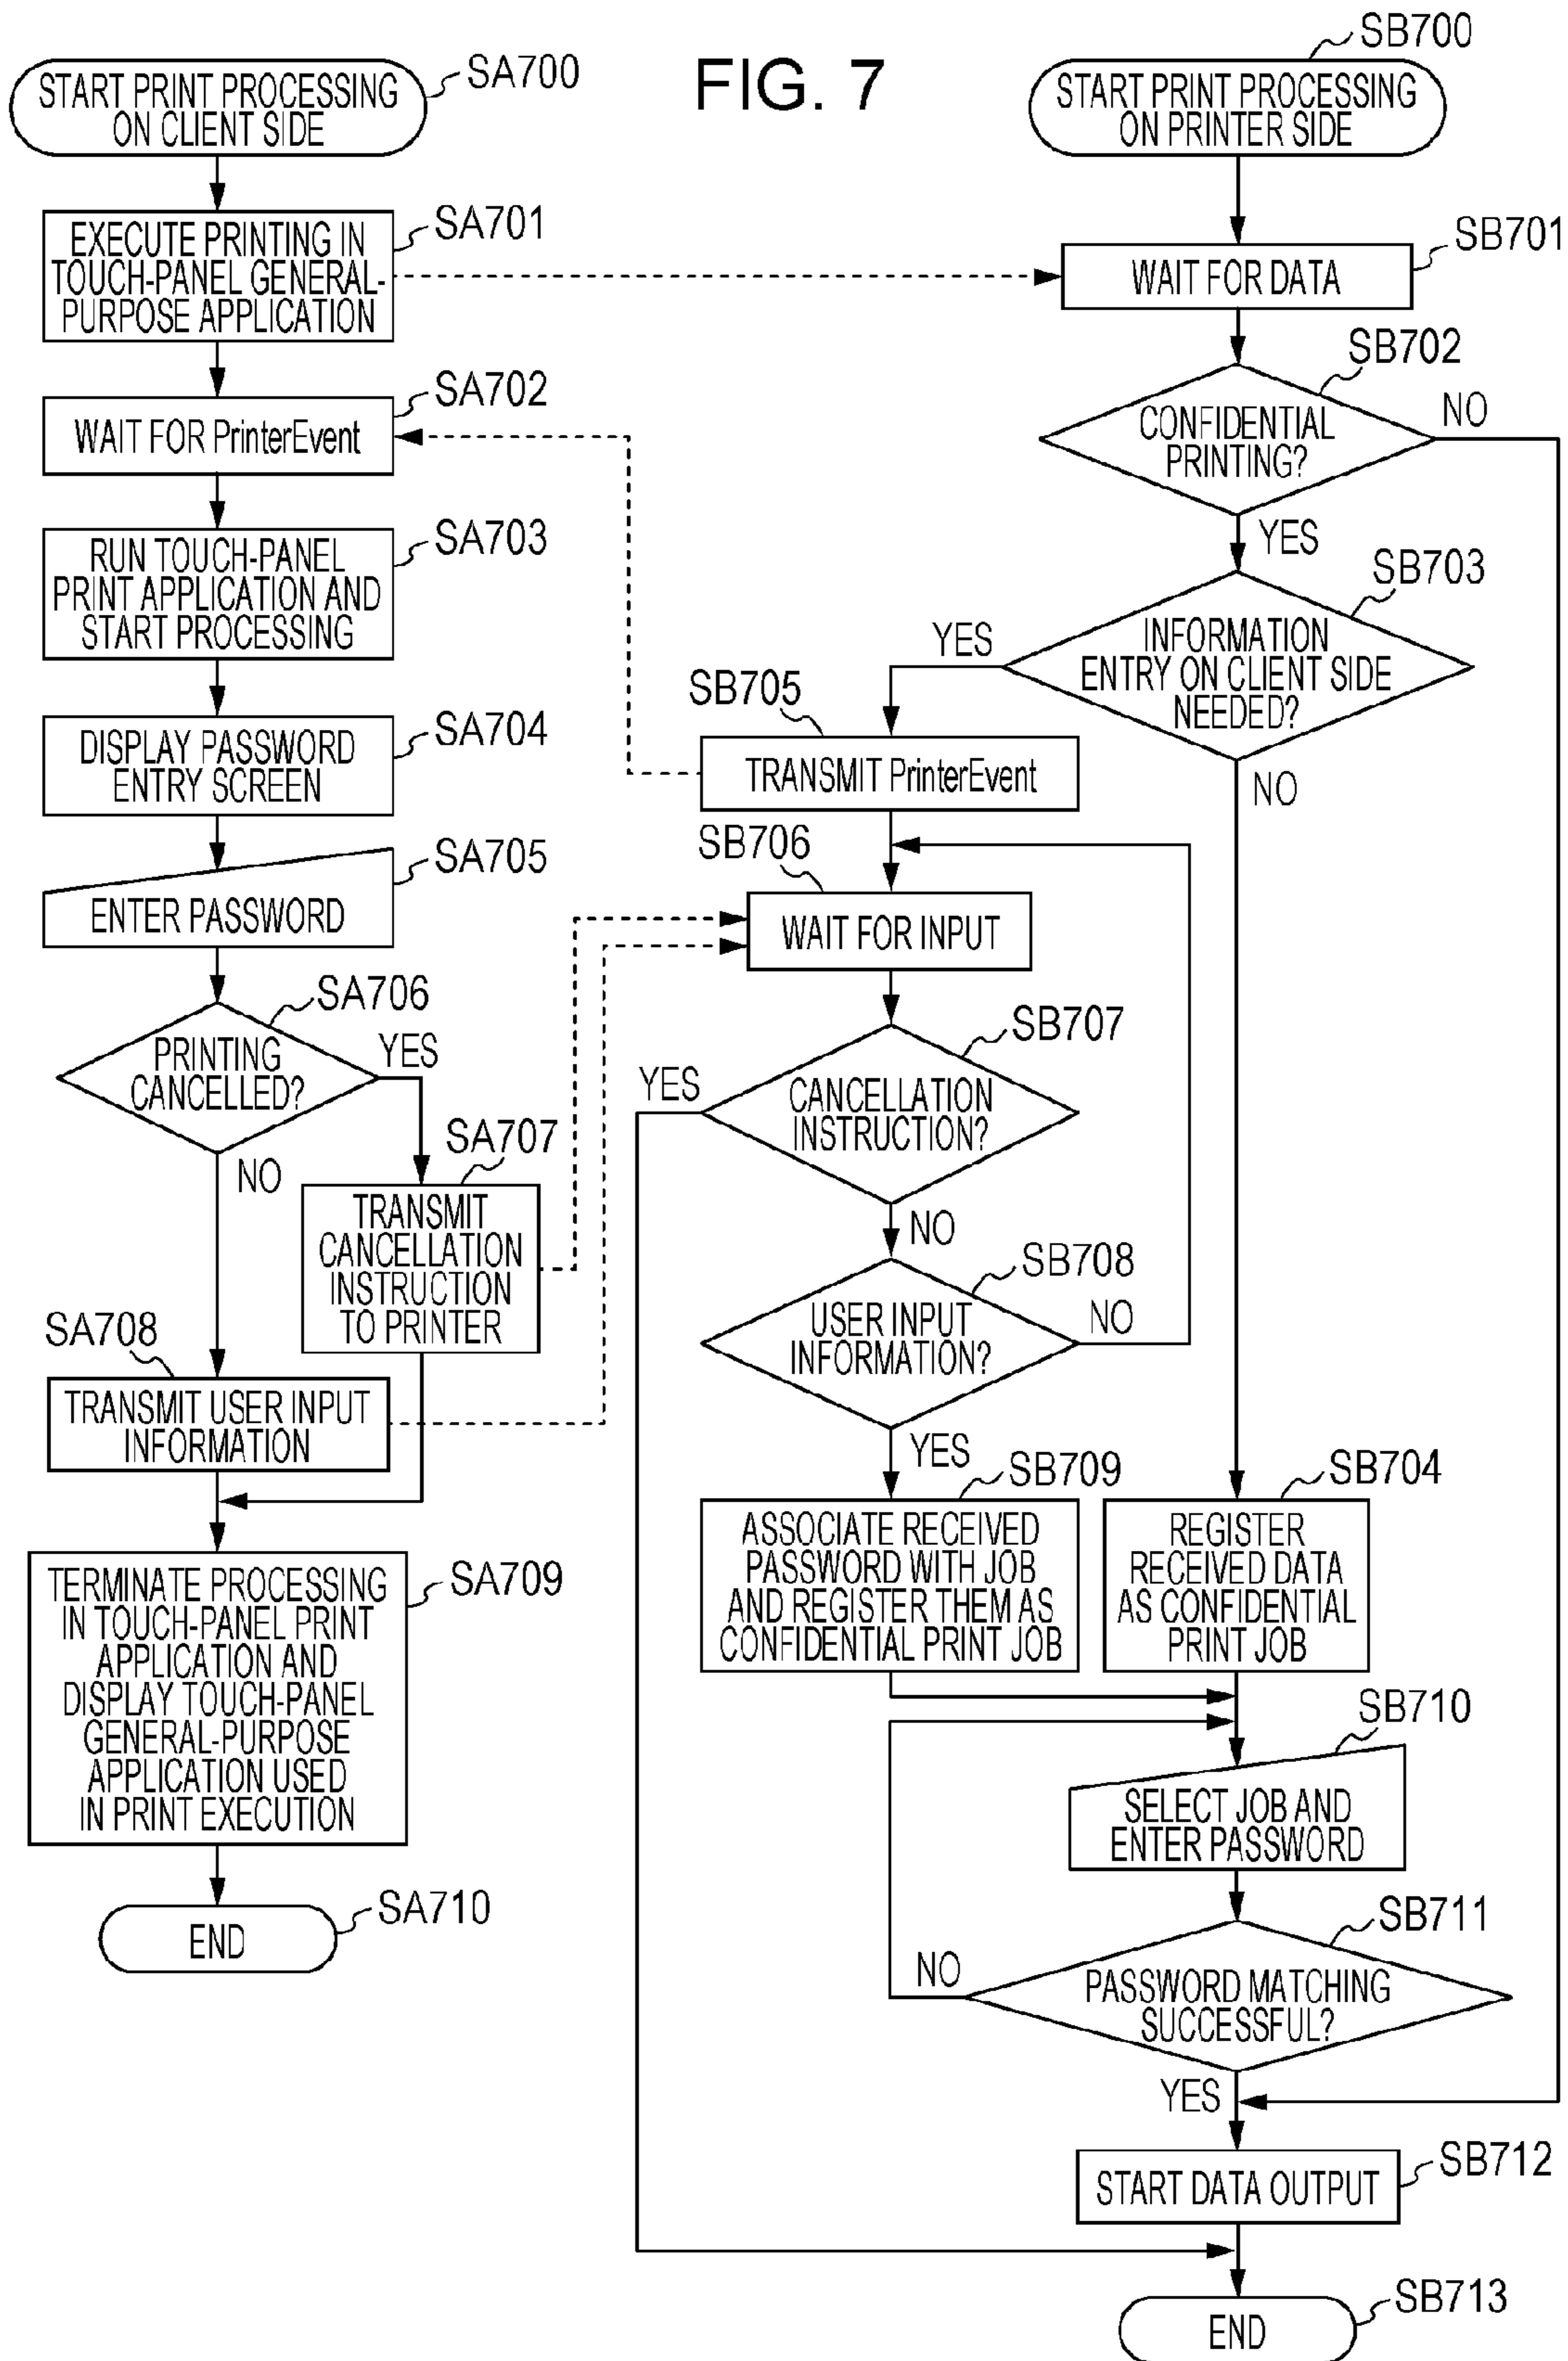 FIG. 7
START PRINT PROCESSING
ON CLIENT SIDE
SA700
EXECUTE PRINTING IN
TOUCH-PANEL GENERAL-
PURPOSE APPLICATION
SA701
WAIT FOR PrinterEvent
SA702
RUN TOUCH-PANEL
PRINT APPLICATION AND
START PROCESSING
SA703
DISPLAY PASSWORD
ENTRY SCREEN
SA704
ENTER PASSWORD
SA705
PRINTING
CANCELLED?
SA706
YES
NO
SA707
TRANSMIT
CANCELLATION
INSTRUCTION
TO PRINTER
SA708
TRANSMIT USER INPUT
INFORMATION
TERMINATE PROCESSING
IN TOUCH-PANEL PRINT
APPLICATION AND
DISPLAY TOUCH-PANEL
GENERAL-PURPOSE
APPLICATION USED
IN PRINT EXECUTION
SA709
END
SA710
SB700
START PRINT PROCESSING
ON PRINTER SIDE
SB701
WAIT FOR DATA
SB702
CONFIDENTIAL
PRINTING?
NO
YES
SB703
INFORMATION
ENTRY ON CLIENT SIDE
NEEDED?
YES
NO
SB705
TRANSMIT PrinterEvent
SB706
WAIT FOR INPUT
SB707
CANCELLATION
INSTRUCTION?
YES
NO
SB708
USER INPUT
INFORMATION?
NO
YES
SB709
ASSOCIATE RECEIVED
PASSWORD WITH JOB
AND REGISTER THEM AS
CONFIDENTIAL PRINT JOB
SB704
REGISTER
RECEIVED DATA
AS CONFIDENTIAL
PRINT JOB
SB710
SELECT JOB AND
ENTER PASSWORD
SB711
PASSWORD MATCHING
SUCCESSFUL?
NO
YES
SB712
START DATA OUTPUT
SB713
END